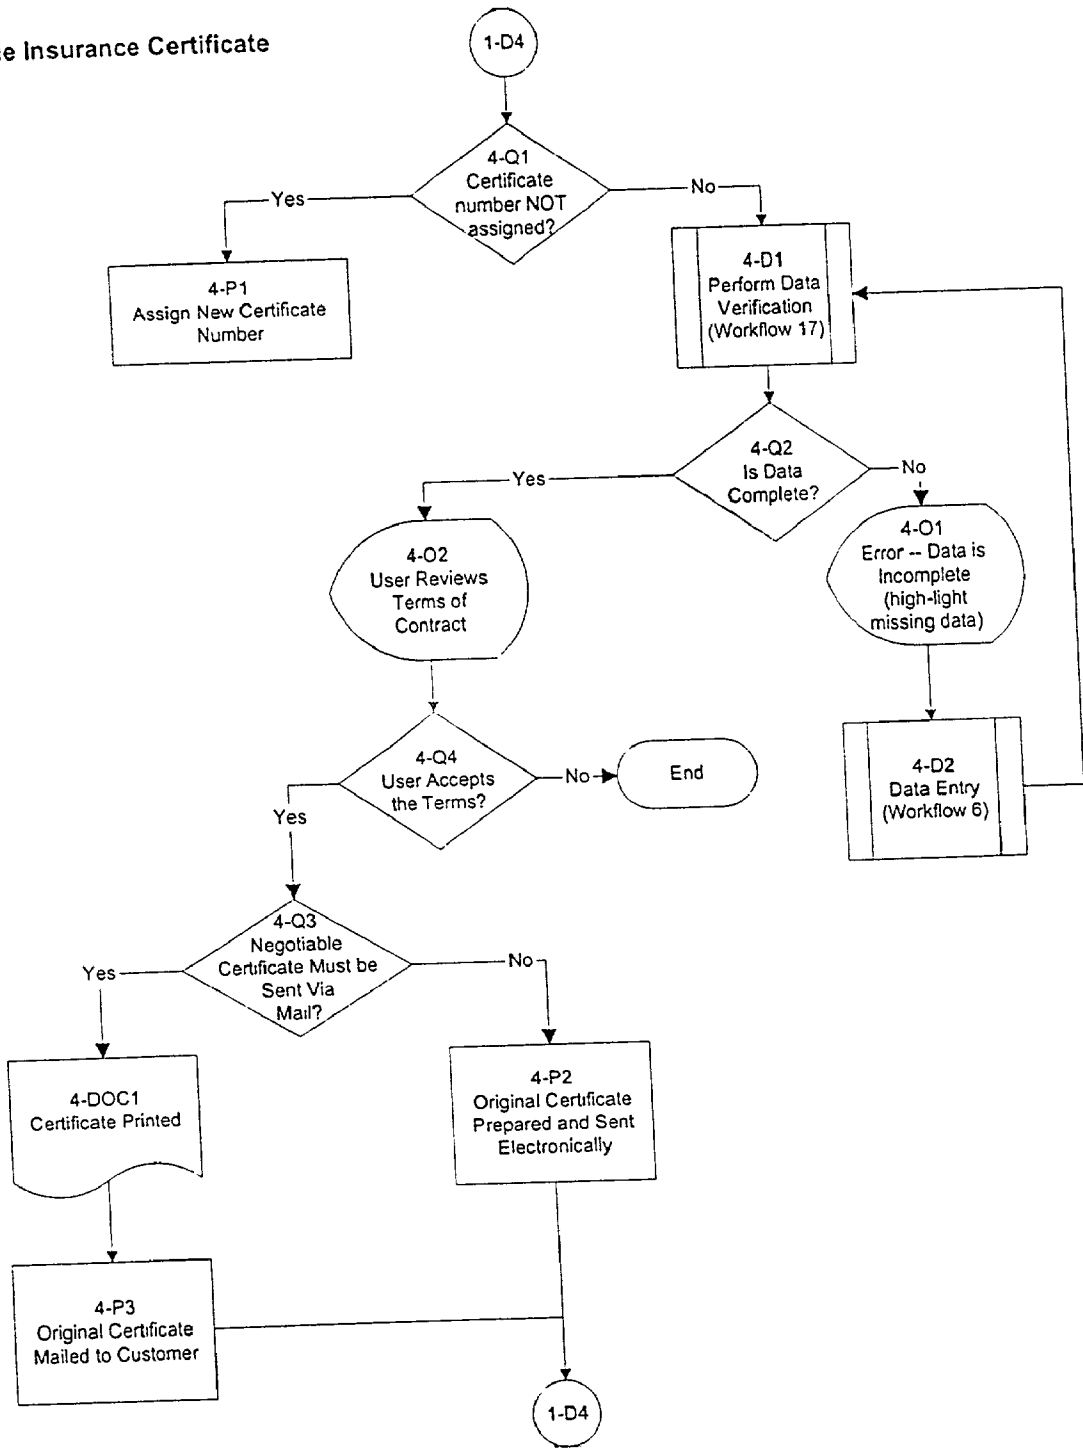 Insurance Certificate
1-D4
4-Q1
Certificate
number NOT
assigned?
Yes
No
4-P1
Assign New Certificate
Number
4-D1
Perform Data
Verification
(Workflow 17)
4-Q2
Is Data
Complete?
Yes
No
4-O2
User Reviews
Terms of
Contract
4-O1
Error -- Data is
Incomplete
(high-light
missing data)
4-Q4
User Accepts
the Terms?
No
End
Yes
4-D2
Data Entry
(Workflow 6)
4-Q3
Negotiable
Certificate Must be
Sent Via
Mail?
Yes
No
4-DOC1
Certificate Printed
4-P2
Original Certificate
Prepared and Sent
Electronically
4-P3
Original Certificate
Mailed to Customer
1-D4